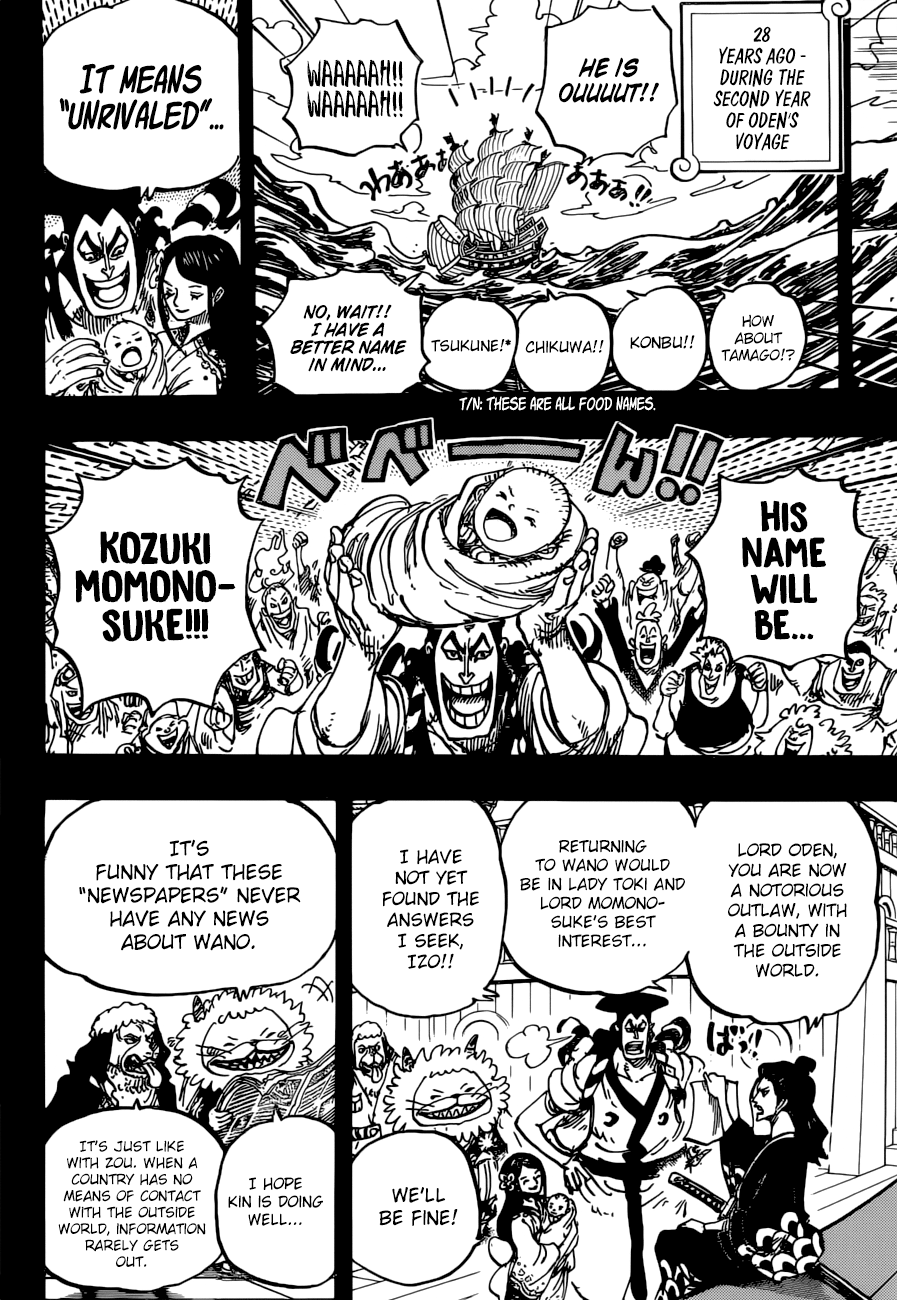 28
YEARS AGO -
DURING THE
SECOND YEAR
OF ODEN'S
VOYAGE
HE IS
OUUUUT!!
WAAAAAH!!
WAAAAAH!!
わあああぁ
あああぁ!!
HOW
ABOUT
TAMAGO!?
KONBU!!
CHIKUWA!!
TSUKUNE!*
NO, WAIT!!
I HAVE A
BETTER NAME
IN MIND...
T/N: THESE ARE ALL FOOD NAMES.
IT MEANS
"UNRIVALED"...
べべーーん!!
HIS
NAME
WILL
BE...
KOZUKI
MOMONO-
SUKE!!!
LORD ODEN,
YOU ARE NOW
A NOTORIOUS
OUTLAW, WITH
A BOUNTY IN
THE OUTSIDE
WORLD.
RETURNING
TO WANO WOULD
BE IN LADY TOKI AND
LORD MOMONO-
SUKE'S BEST
INTEREST...
I HAVE
NOT YET
FOUND THE
ANSWERS
I SEEK,
IZO!!
ばっ!!
WE'LL
BE FINE!
IT'S
FUNNY THAT THESE
"NEWSPAPERS" NEVER
HAVE ANY NEWS
ABOUT WANO.
I HOPE
KIN IS DOING
WELL...
IT'S JUST LIKE
WITH ZOU. WHEN A
COUNTRY HAS NO
MEANS OF CONTACT
WITH THE OUTSIDE
WORLD, INFORMATION
RARELY GETS
OUT.